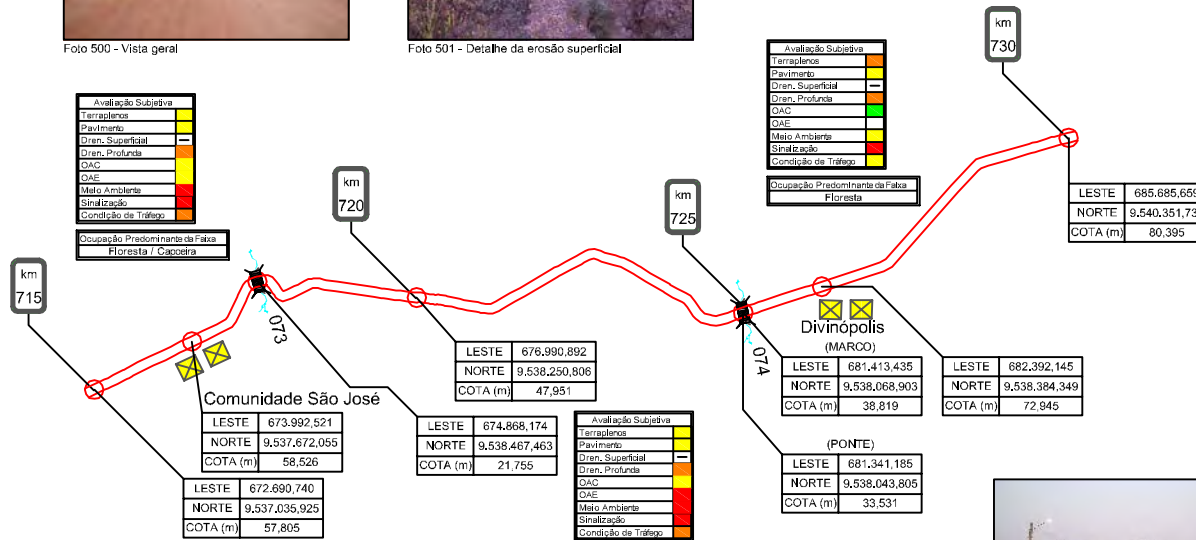 Foto 500 - Vista geral
Foto 501 - Detalhe da erosão superficial
km
730
Avaliação Subjetiva
Terraplenos
Pavimento
Dren. Superficial
Dren. Profunda
OAC
OAE
Meio Ambiente
Sinalização
Condição de Tráfego
Ocupação Predominante da Faixa
Floresta
Avaliação Subjetiva
Terraplenos
Pavimento
Dren. Superficial
Dren. Profunda
OAC
OAE
Meio Ambiente
Sinalização
Condição de Tráfego
Ocupação Predominante da Faixa
Floresta / Capoeira
km
715
km
720
km
725
LESTE 685.685,659
NORTE 9.540.351,73
COTA (m) 80,395
073
074
Divinópolis
(MARCO)
LESTE 681.413,435
NORTE 9.538.068,903
COTA (m) 38,819
LESTE 682.392,145
NORTE 9.538.384,349
COTA (m) 72,945
LESTE 676.990,892
NORTE 9.538.250,806
COTA (m) 47,951
Comunidade São José
LESTE 673.992,521
NORTE 9.537.672,055
COTA (m) 58,526
LESTE 674.868,174
NORTE 9.538.467,463
COTA (m) 21,755
Avaliação Subjetiva
Terraplenos
Pavimento
Dren. Superficial
Dren. Profunda
OAC
OAE
Meio Ambiente
Sinalização
Condição de Tráfego
(PONTE)
LESTE 681.341,185
NORTE 9.538.043,805
COTA (m) 33,531
LESTE 672.690,740
NORTE 9.537.035,925
COTA (m) 57,805